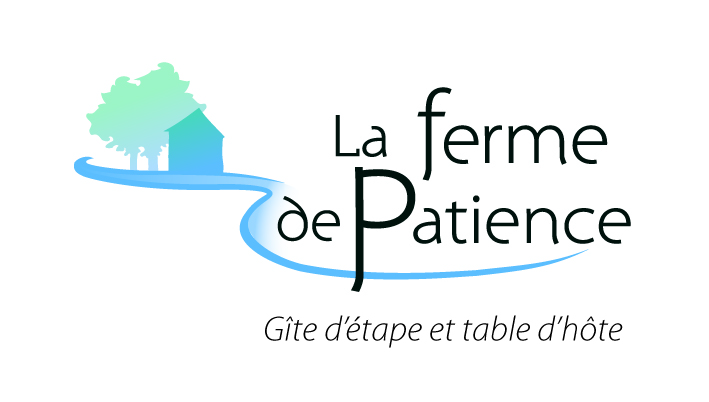 La ferme
de Patience
Gîte d'étape et table d'hôte